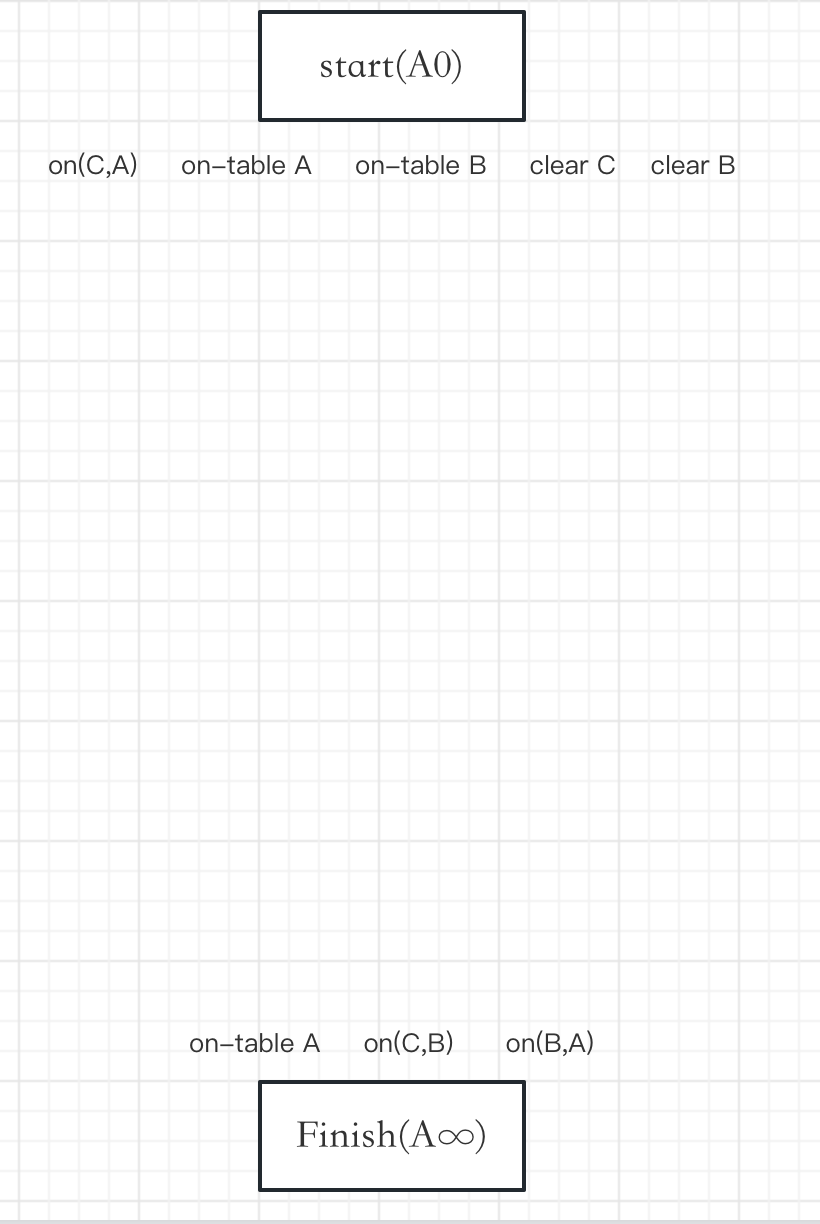 start(A0)
on(C,A) on-table A on-table B clear C clear B
on-table A on(C,B) on(B,A)
Finish(A∞)